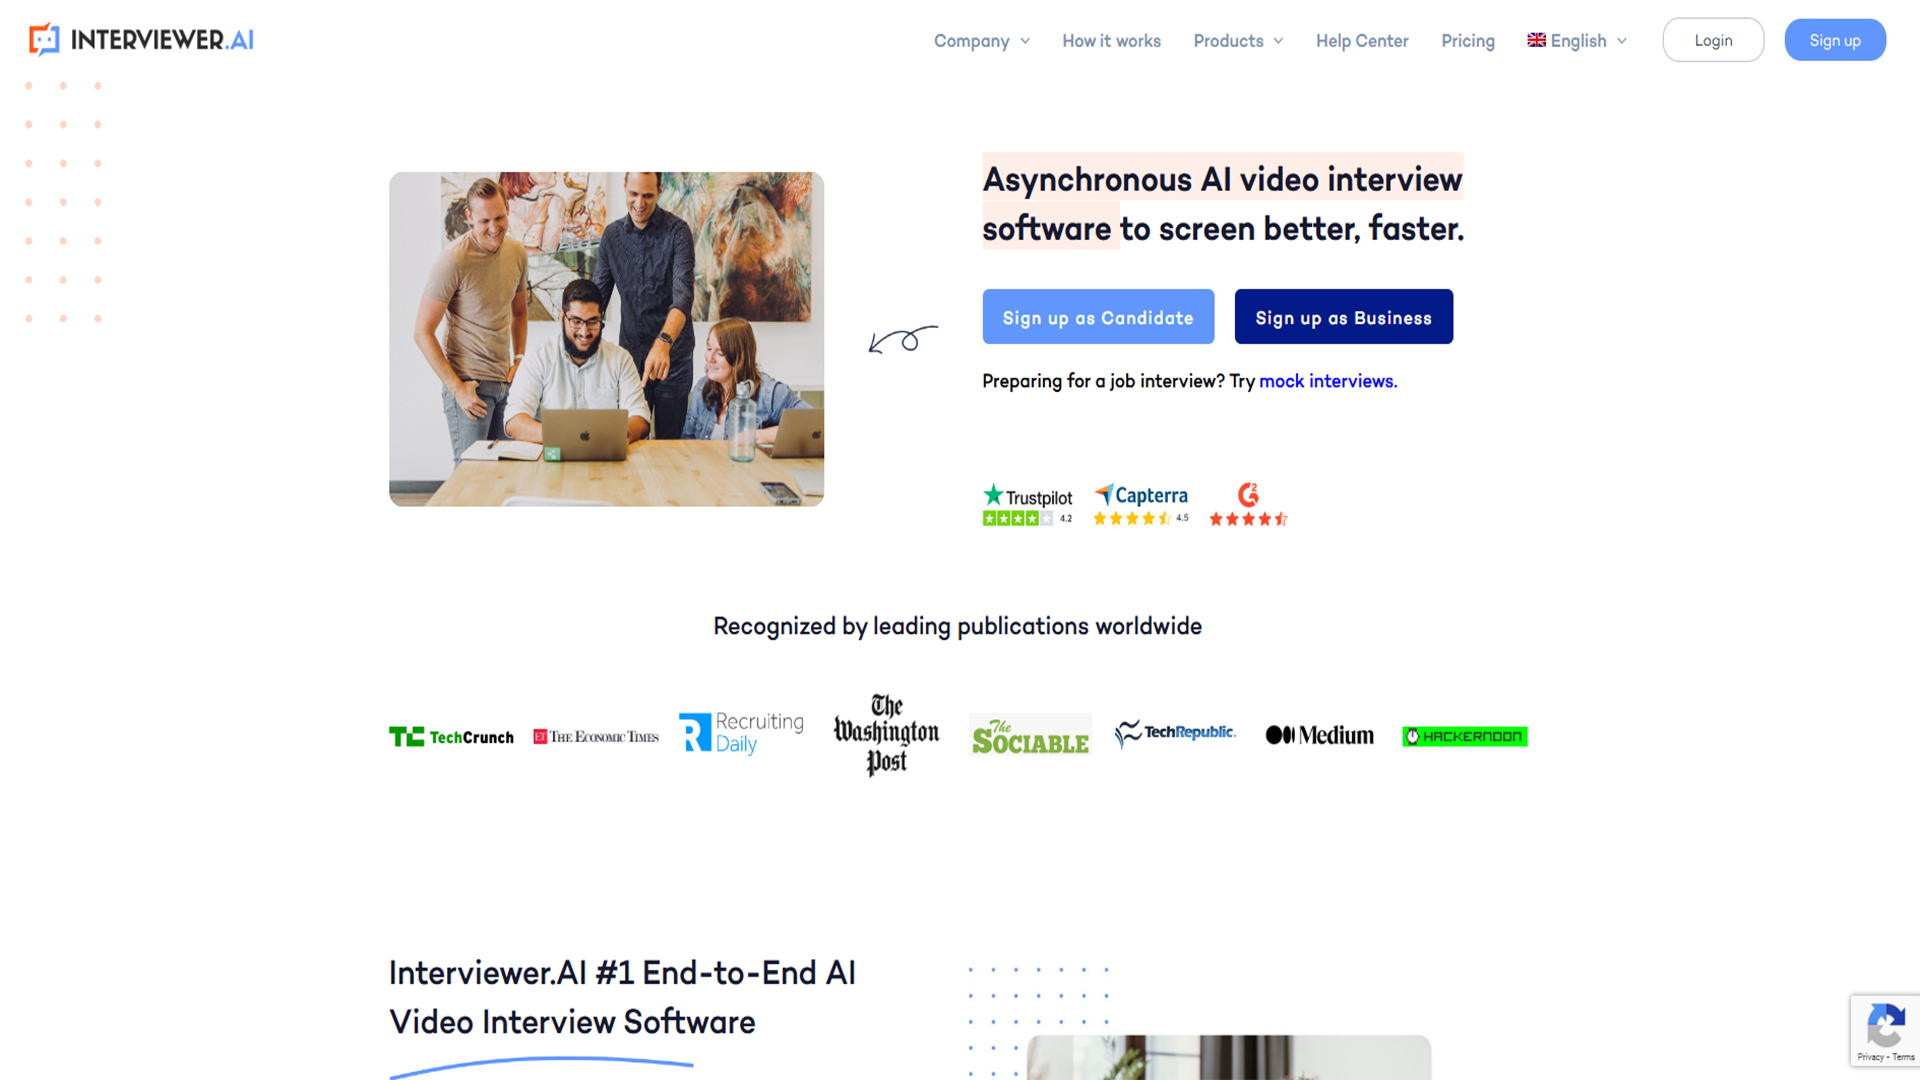 INTERVIEWER.AI
Company
How it works
Products
Help Center
Pricing
English
Login
Sign up
Asynchronous AI video interview
software to screen better, faster.
Sign up as Candidate
Sign up as Business
Preparing for a job interview? Try mock interviews.
Trustpilot
4.2
Capterra
4.5
G2
Recognized by leading publications worldwide
TC TechCrunch
ET THE ECONOMIC TIMES
R Recruiting
Daily
The
Washington
Post
The
SOCIABLE
TechRepublic.
Medium
HACKERNOON
Interviewer.AI #1 End-to-End AI
Video Interview Software
Privacy - Terms